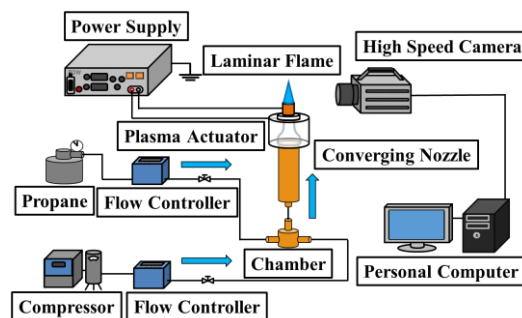 Power Supply
Laminar Flame
High Speed Camera
Plasma Actuator
Converging Nozzle
Propane
Flow Controller
Chamber
Personal Computer
Compressor
Flow Controller